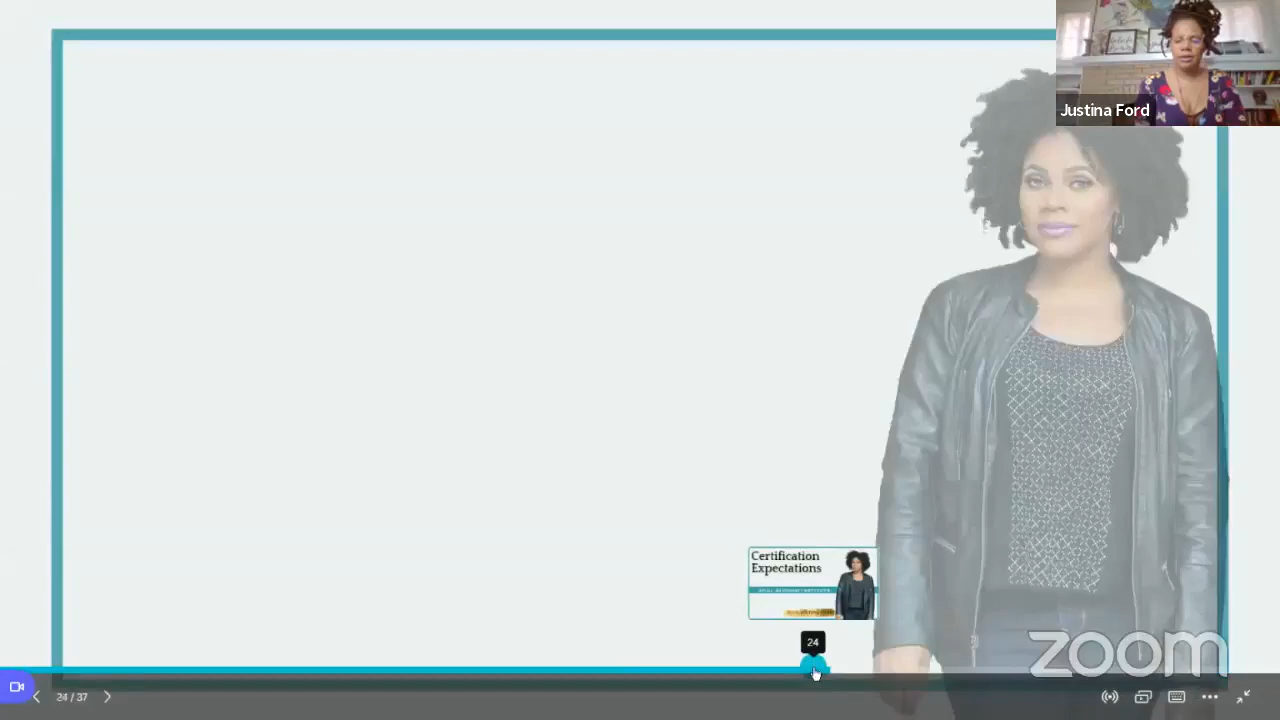 Justina Ford
Certification
Expectations
24
zoom
24 / 37